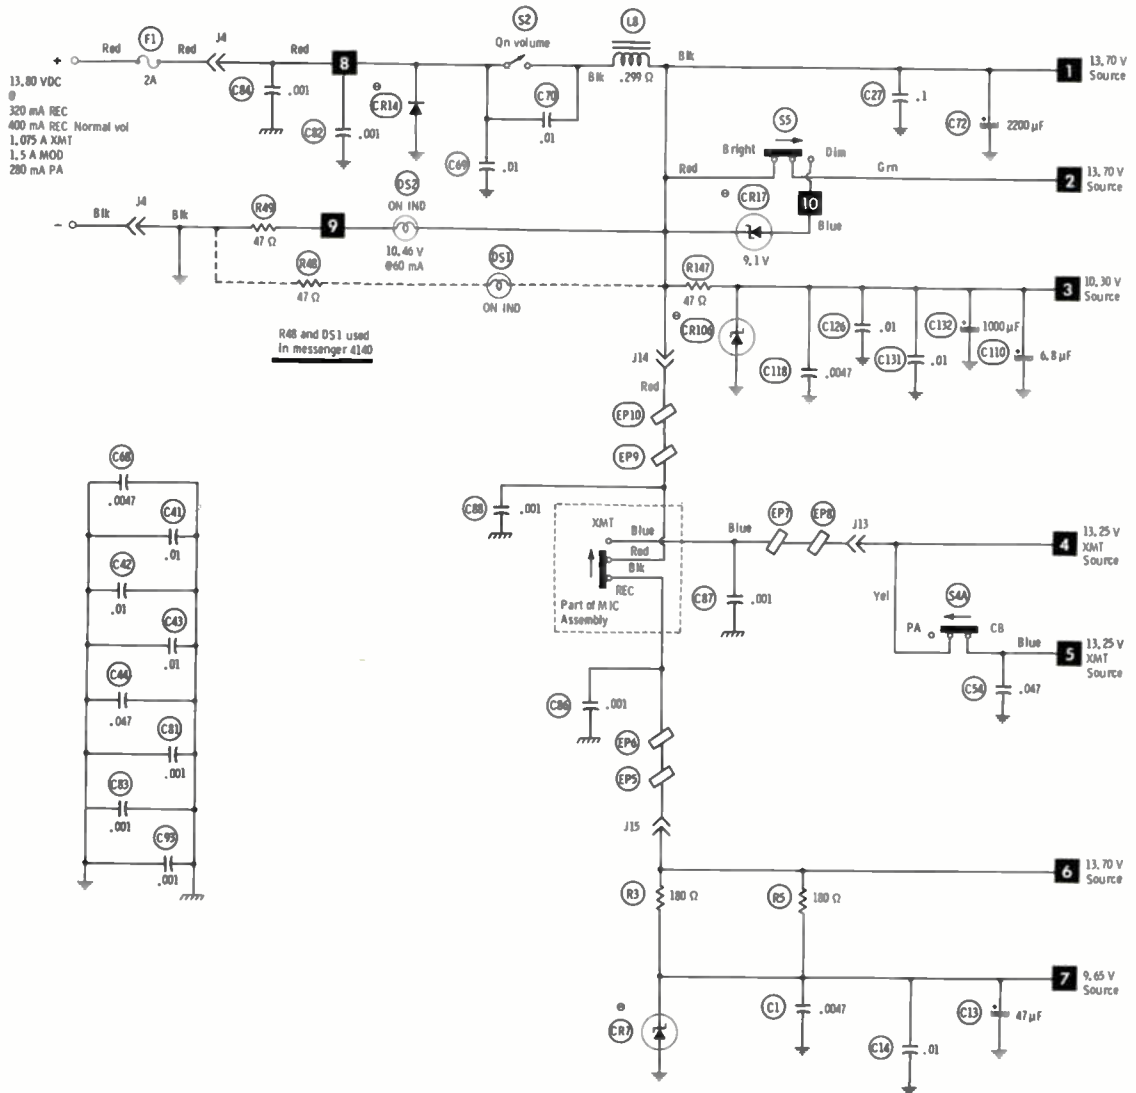 +
Red
F1
2A
Red
J4
Red
8
S2
On volume
L8
Blk
.299 Ω
Blk
1
13.70 V
Source
13.80 VDC
@
320 mA REC
400 mA REC Normal vol
1.075 A XMT
1.5 A MOD
280 mA PA
C84
.001
C82
.001
CR14
C70
.01
C69
.01
C27
.1
C72
+
2200 µF
S5
Bright
Dim
Red
Grn
2
13.70 V
Source
10
CR17
Blue
9.1 V
−
Blk
J4
Blk
R49
47 Ω
9
DS2
ON IND
10.46 V
@60 mA
R48
47 Ω
DS1
ON IND
R48 and DS1 used
in messenger 4140
R147
47 Ω
3
10.30 V
Source
CR106
C118
.0047
C126
.01
C131
.01
C132
+
1000 µF
C110
+
6.8 µF
J14
Red
EP10
EP9
C88
.001
XMT
Blue
Red
Blk
REC
Part of MIC
Assembly
Blue
EP7
EP8
J13
4
13.25 V
XMT
Source
C87
.001
Yel
S4A
PA
CB
Blue
5
13.25 V
XMT
Source
C54
.047
C68
.0047
C41
.01
C42
.01
C43
.01
C44
.047
C81
.001
C83
.001
C93
.001
C86
.001
EP6
EP5
J15
6
13.70 V
Source
R3
180 Ω
R5
180 Ω
7
9.65 V
Source
CR7
C1
.0047
C14
.01
C13
+
47 µF